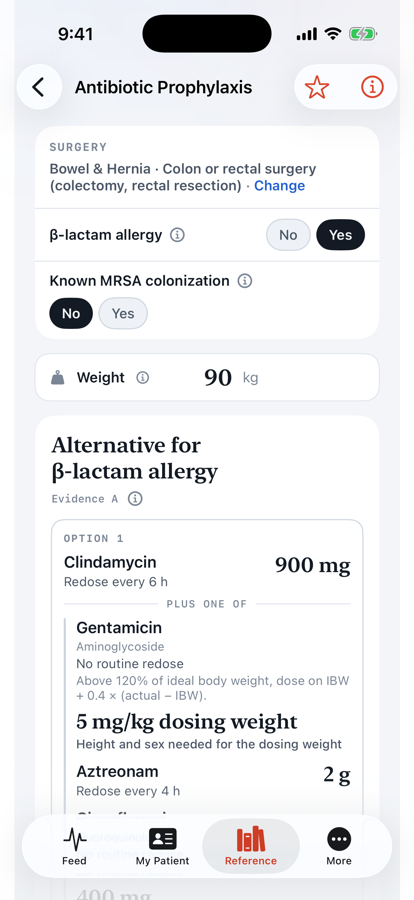 9:41
Antibiotic Prophylaxis
SURGERY
Bowel & Hernia · Colon or rectal surgery
(colectomy, rectal resection) · Change
β-lactam allergy
No
Yes
Known MRSA colonization
No
Yes
Weight
90 kg
Alternative for
β-lactam allergy
Evidence A
OPTION 1
Clindamycin
900 mg
Redose every 6 h
PLUS ONE OF
Gentamicin
Aminoglycoside
No routine redose
Above 120% of ideal body weight, dose on IBW
+ 0.4 × (actual − IBW).
5 mg/kg dosing weight
Height and sex needed for the dosing weight
Aztreonam
2 g
Redose every 4 h
Feed
My Patient
Reference
More
400 mg